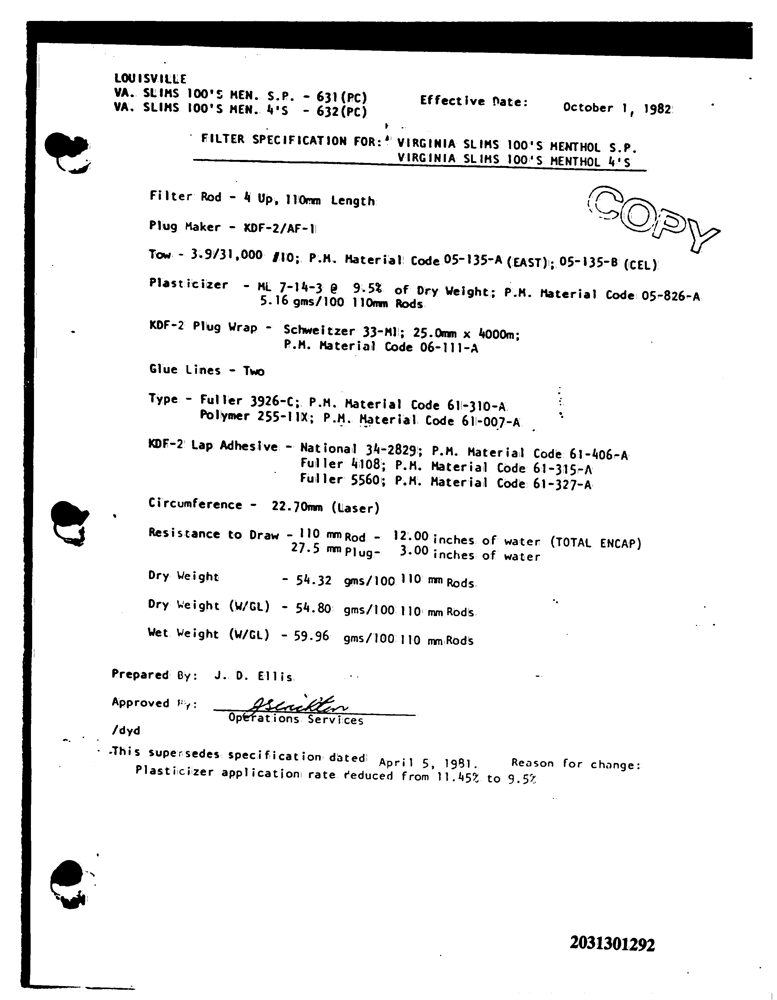 LOUISVILLE
VA. SLIMS 100'S MEN. S.P. - 631(PC)
VA. SLIMS 100'S MEN. 4'S - 632(PC)
Effective Date: October 1, 1982
FILTER SPECIFICATION FOR: VIRGINIA SLIMS 100'S MENTHOL S.P.
VIRGINIA SLIMS 100'S MENTHOL 4'S
COPY
Filter Rod - 4 Up, 110mm Length
Plug Maker - KDF-2/AF-1
Tow - 3.9/31,000 #10; P.M. Material Code 05-135-A (EAST); 05-135-B (CEL)
Plasticizer - ML 7-14-3 @ 9.5% of Dry Weight; P.M. Material Code 05-826-A
5.16 gms/100 110mm Rods
KDF-2 Plug Wrap - Schweitzer 33-M1; 25.0mm x 4000m;
P.M. Material Code 06-111-A
Glue Lines - Two
Type - Fuller 3926-C; P.M. Material Code 61-310-A
Polymer 255-11X; P.M. Material Code 61-007-A
KDF-2 Lap Adhesive - National 34-2829; P.M. Material Code 61-406-A
Fuller 4108; P.M. Material Code 61-315-A
Fuller 5560; P.M. Material Code 61-327-A
Circumference - 22.70mm (Laser)
Resistance to Draw - 110 mm Rod - 12.00 inches of water (TOTAL ENCAP)
27.5 mm Plug- 3.00 inches of water
Dry Weight - 54.32 gms/100 110 mm Rods
Dry Weight (W/GL) - 54.80 gms/100 110 mm Rods
Wet Weight (W/GL) - 59.96 gms/100 110 mm Rods
Prepared By: J. D. Ellis
Approved By:
Operations Services
/dyd
This supersedes specification dated April 5, 1981. Reason for change:
Plasticizer application rate reduced from 11.45% to 9.5%
2031301292